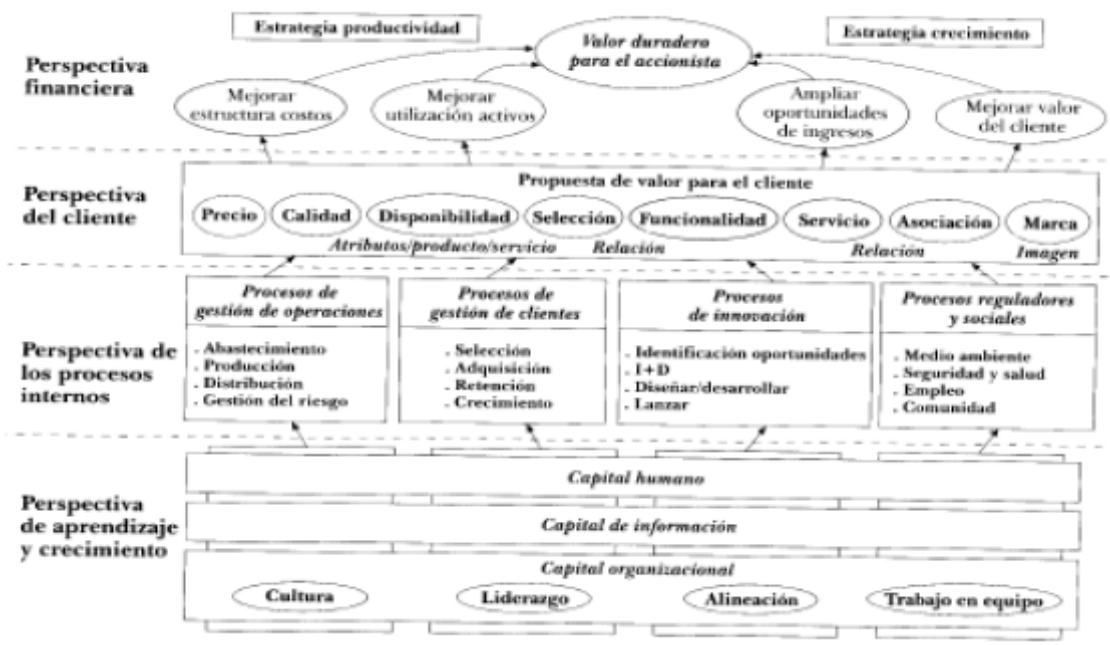 Estrategia productividad
Valor duradero
para el accionista
Estrategia crecimiento
Perspectiva
financiera
Mejorar
estructura costos
Mejorar
utilización activos
Ampliar
oportunidades
de ingresos
Mejorar valor
del cliente
Perspectiva
del cliente
Propuesta de valor para el cliente
Precio Calidad Disponibilidad Selección Funcionalidad Servicio Asociación Marca
Atributos/producto/servicio Relación Relación Imagen
Perspectiva de
los procesos
internos
Procesos de
gestión de operaciones
. Abastecimiento
. Producción
. Distribución
. Gestión del riesgo
Procesos de
gestión de clientes
. Selección
. Adquisición
. Retención
. Crecimiento
Procesos
de innovación
. Identificación oportunidades
. I+D
. Diseñar/desarrollar
. Lanzar
Procesos reguladores
y sociales
. Medio ambiente
. Seguridad y salud
. Empleo
. Comunidad
Perspectiva
de aprendizaje
y crecimiento
Capital humano
Capital de información
Capital organizacional
Cultura Liderazgo Alineación Trabajo en equipo